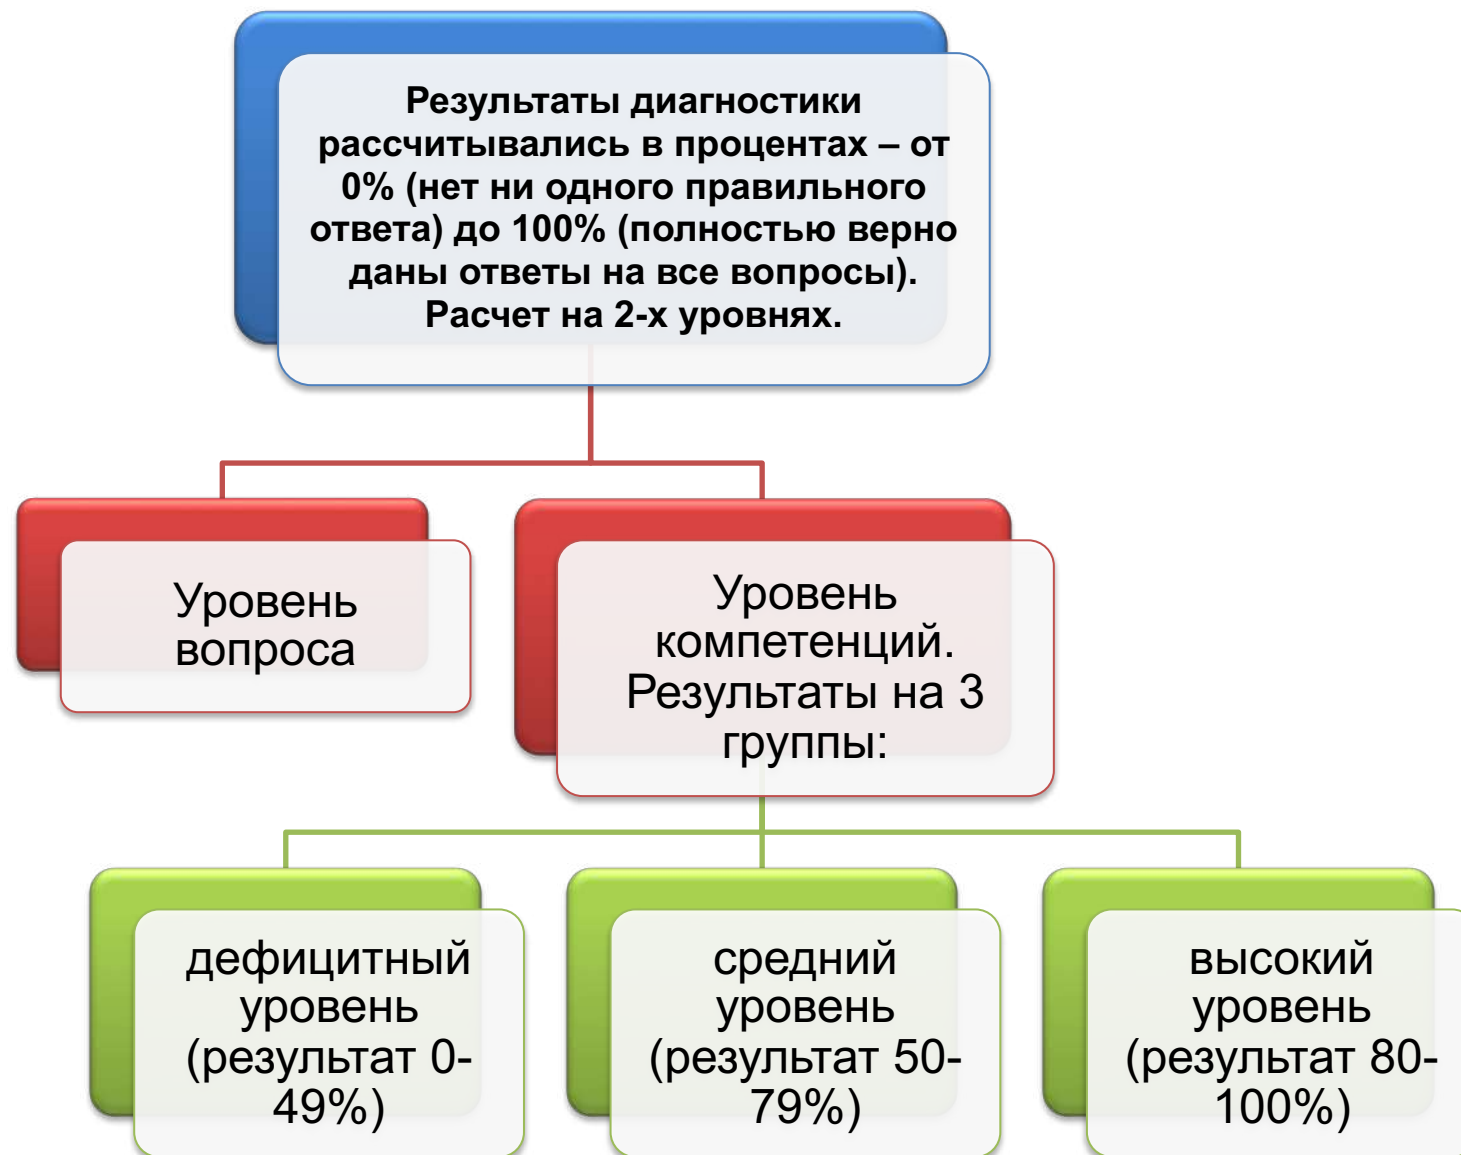 Результаты диагностики
рассчитывались в процентах – от
0% (нет ни одного правильного
ответа) до 100% (полностью верно
даны ответы на все вопросы).
Расчет на 2-х уровнях.
Уровень
вопроса
Уровень
компетенций.
Результаты на 3
группы:
дефицитный
уровень
(результат 0-
49%)
средний
уровень
(результат 50-
79%)
высокий
уровень
(результат 80-
100%)